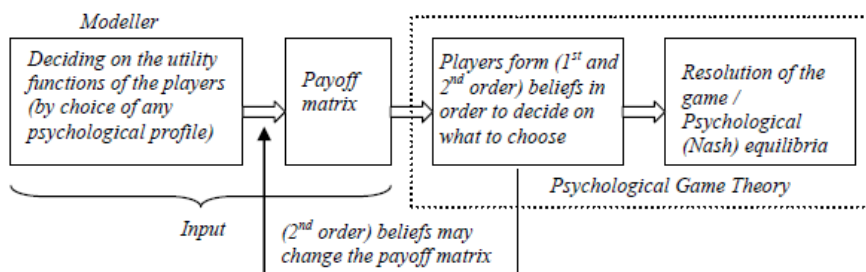 Modeller
Deciding on the utility
functions of the players
(by choice of any
psychological profile)
Payoff
matrix
Players form (1st and
2nd order) beliefs in
order to decide on
what to choose
Resolution of the
game /
Psychological
(Nash) equilibria
Psychological Game Theory
Input
(2nd order) beliefs may
change the payoff matrix